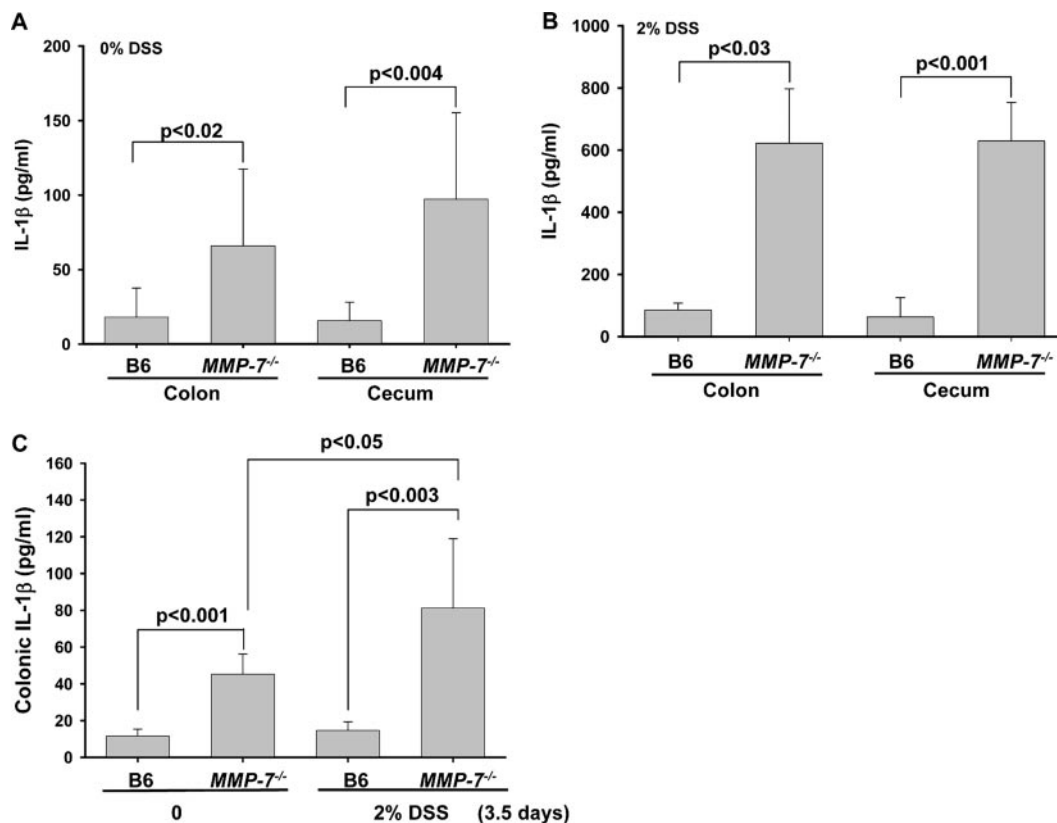 A
0% DSS
200
150
100
50
0
IL-1β (pg/ml)
p<0.02
p<0.004
B6 MMP-7-/- B6 MMP-7-/-
Colon Cecum
B
2% DSS
1000
800
600
400
200
0
IL-1β (pg/ml)
p<0.03
p<0.001
B6 MMP-7-/- B6 MMP-7-/-
Colon Cecum
C
160
140
120
100
80
60
40
20
0
Colonic IL-1β (pg/ml)
p<0.05
p<0.003
p<0.001
B6 MMP-7-/- B6 MMP-7-/-
0 2% DSS (3.5 days)